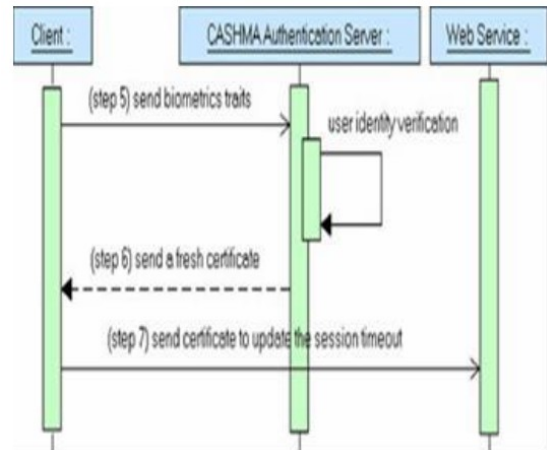 Client :
CASHMA Authentication Server :
Web Service :
(step 5) send biometrics traits
user identity verification
(step 6) send a fresh certificate
(step 7) send certificate to update the session timeout